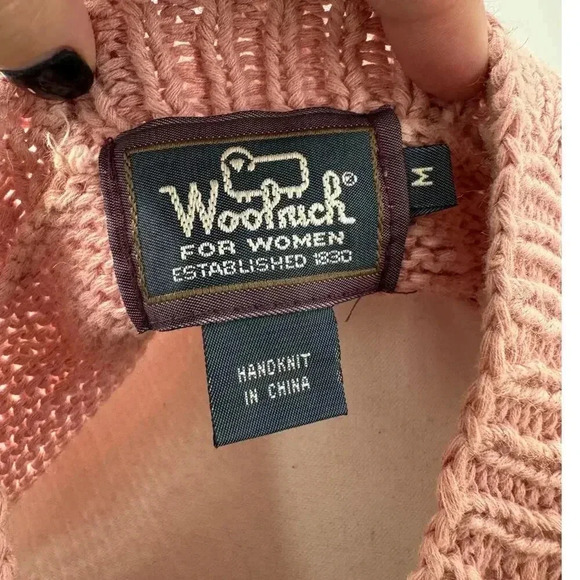 Woolrich®
FOR WOMEN
ESTABLISHED 1830
M
HANDKNIT
IN CHINA